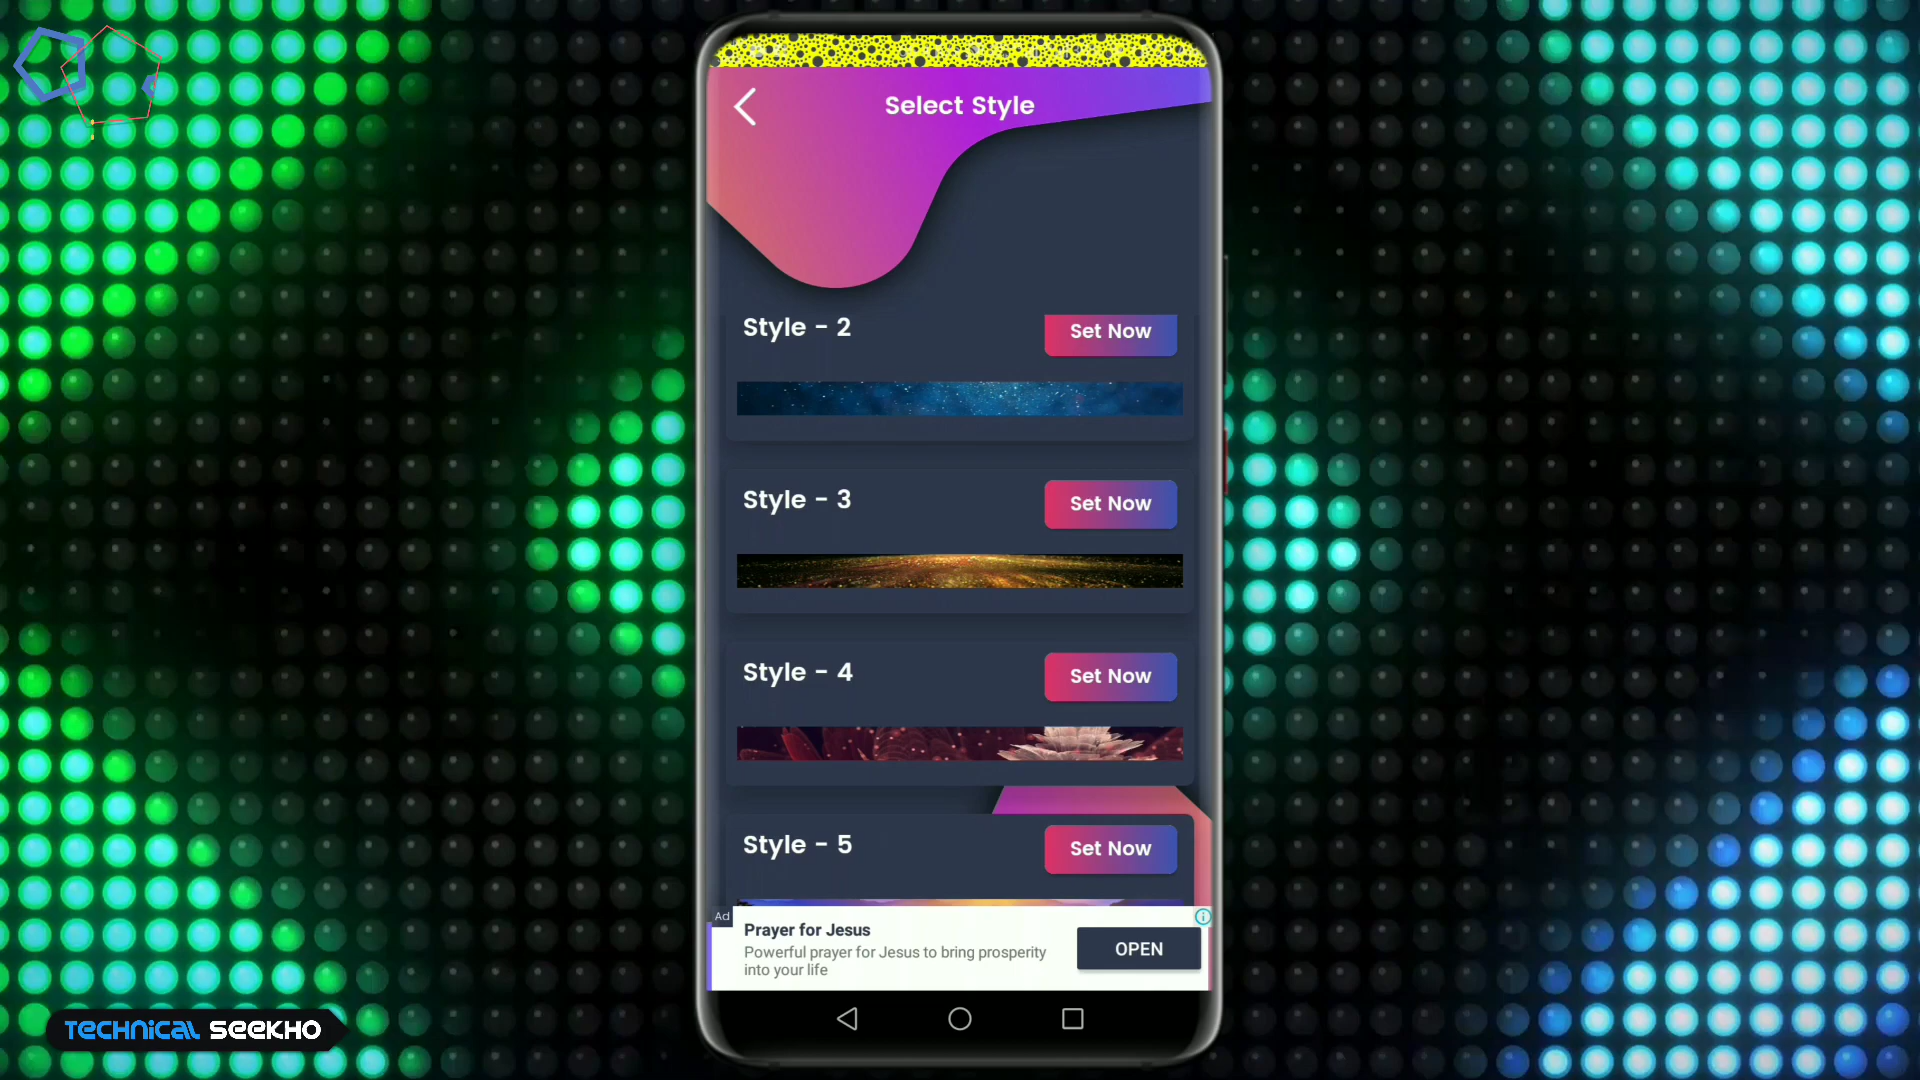 Select Style
Style - 2
Set Now
Style - 3
Set Now
Style - 4
Set Now
Style - 5
Set Now
Ad
Prayer for Jesus
Powerful prayer for Jesus to bring prosperity
into your life
OPEN
TECHNICAL SEEKHO